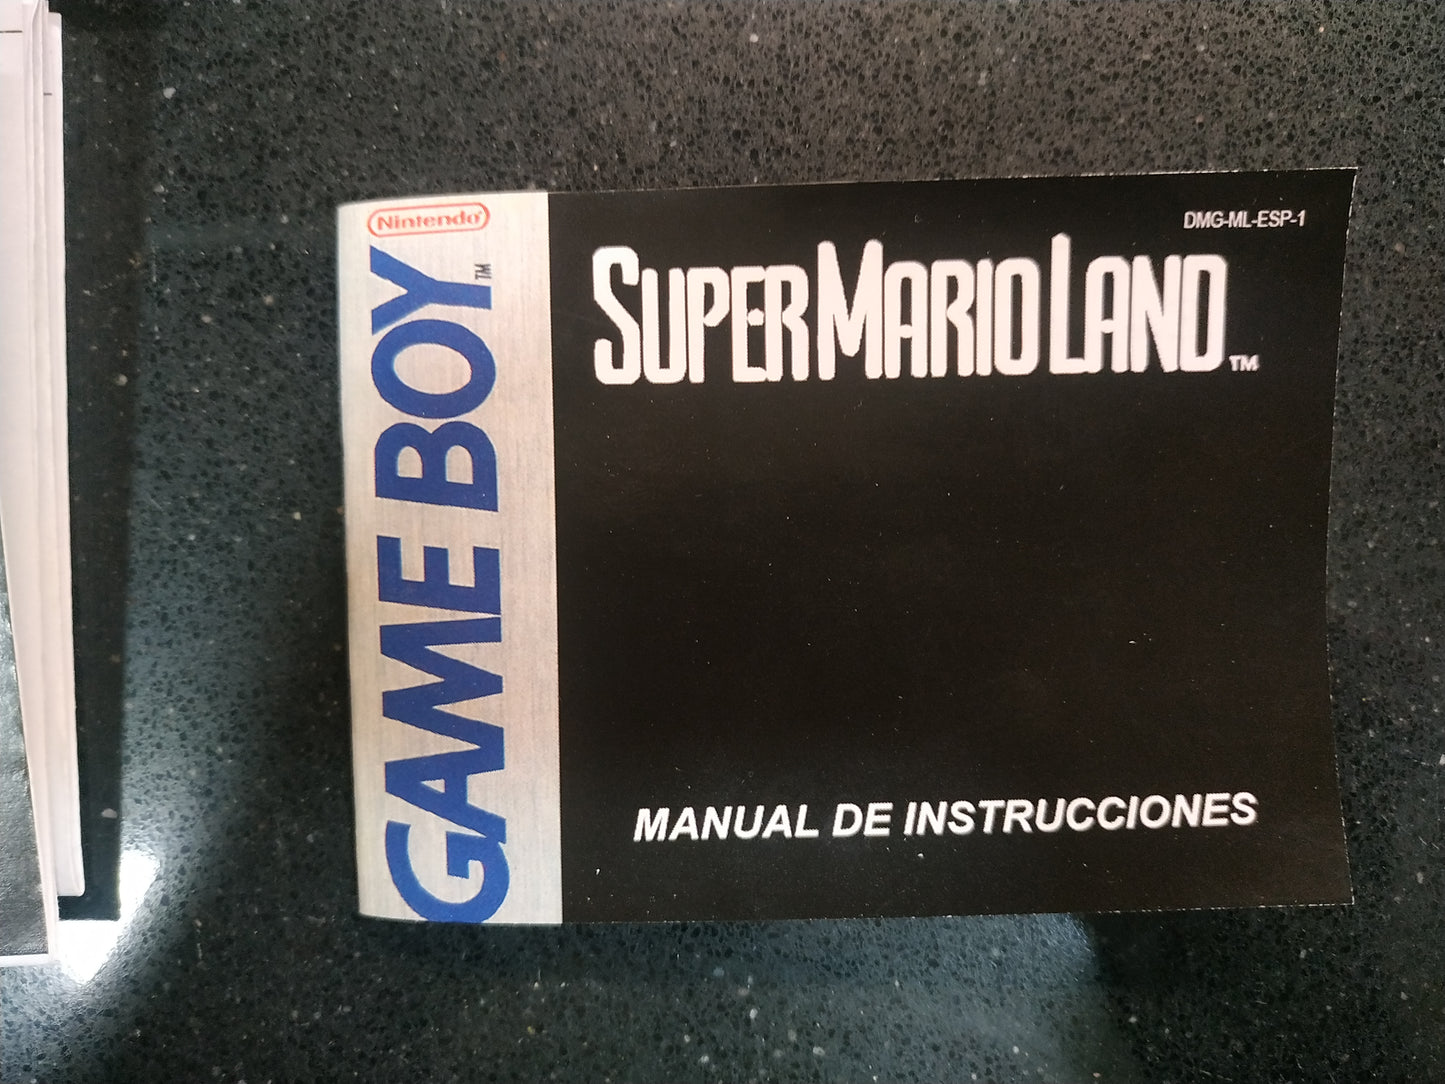 Nintendo®
GAME BOY™
DMG-ML-ESP-1
SUPER MARIO LAND™
MANUAL DE INSTRUCCIONES